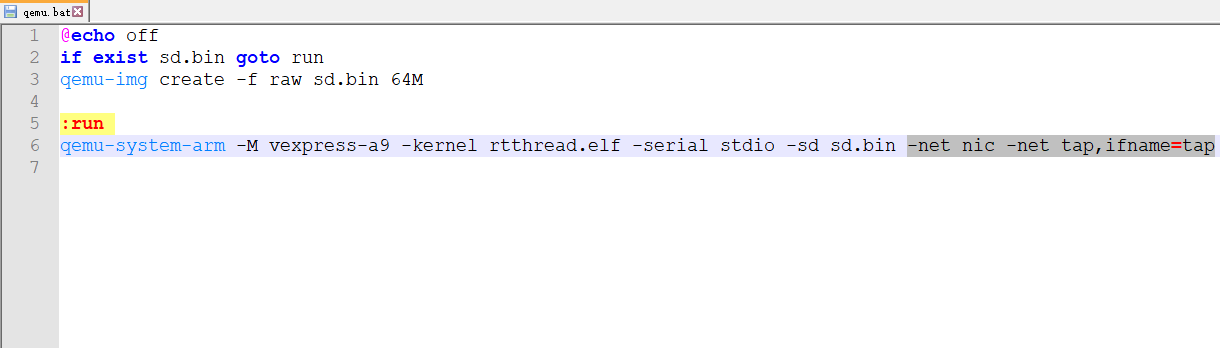 qemu.bat
1 @echo off
2 if exist sd.bin goto run
3 qemu-img create -f raw sd.bin 64M
4
5 :run
6 qemu-system-arm -M vexpress-a9 -kernel rtthread.elf -serial stdio -sd sd.bin -net nic -net tap,ifname=tap
7